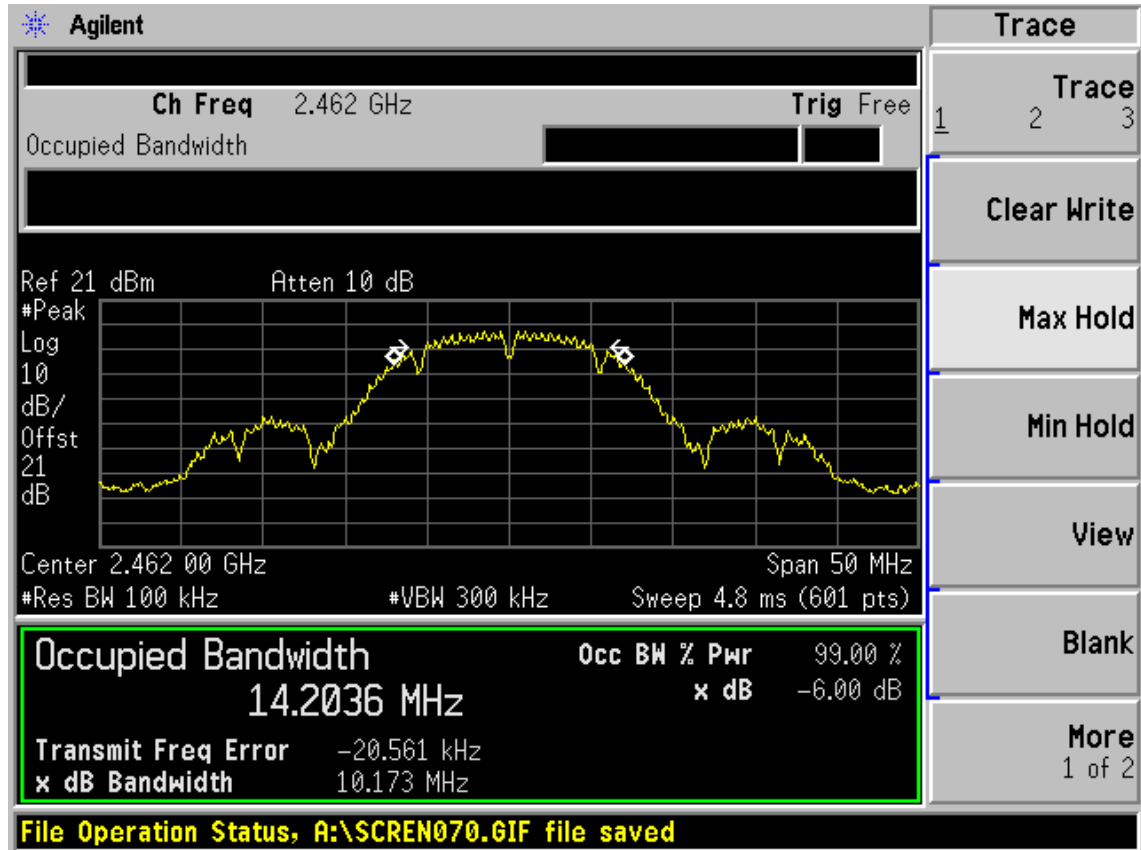 Agilent
Trace
Ch Freq 2.462 GHz Trig Free
Occupied Bandwidth
Trace
1 2 3
Clear Write
Max Hold
Min Hold
View
Blank
More
1 of 2
Ref 21 dBm Atten 10 dB
#Peak
Log
10
dB/
Offst
21
dB
Center 2.462 00 GHz Span 50 MHz
#Res BW 100 kHz #VBW 300 kHz Sweep 4.8 ms (601 pts)
Occupied Bandwidth Occ BW % Pwr 99.00 %
14.2036 MHz x dB -6.00 dB
Transmit Freq Error -20.561 kHz
x dB Bandwidth 10.173 MHz
File Operation Status, A:\SCREN070.GIF file saved